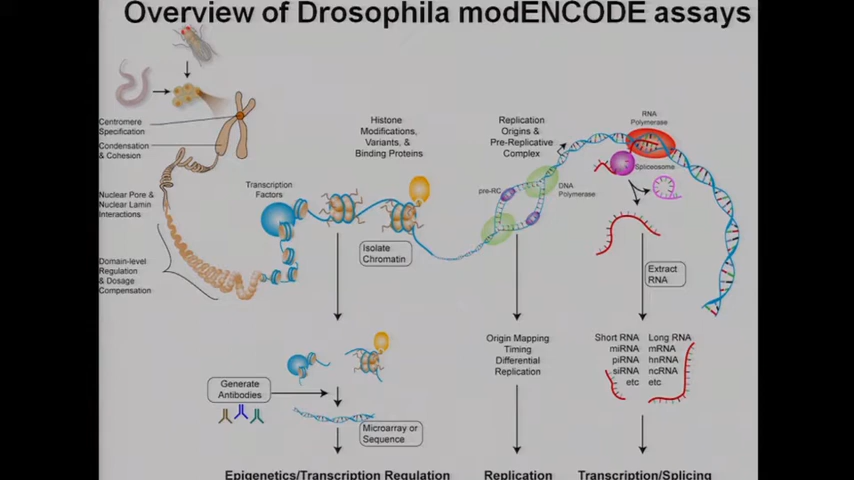 Overview of Drosophila modENCODE assays
Centromere
Specification
Condensation
& Cohesion
Nuclear Pore &
Nuclear Lamin
Interactions
Domain-level
Regulation
& Dosage
Compensation
Transcription
Factors
Histone
Modifications,
Variants, &
Binding Proteins
Isolate
Chromatin
Replication
Origins &
Pre-Replicative
Complex
pre-RC
DNA
Polymerase
RNA
Polymerase
Spliceosome
Extract
RNA
Generate
Antibodies
Microarray or
Sequence
Origin Mapping
Timing
Differential
Replication
Short RNA
miRNA
piRNA
siRNA
etc
Long RNA
mRNA
hnRNA
ncRNA
etc
Epigenetics/Transcription Regulation
Replication
Transcription/Splicing